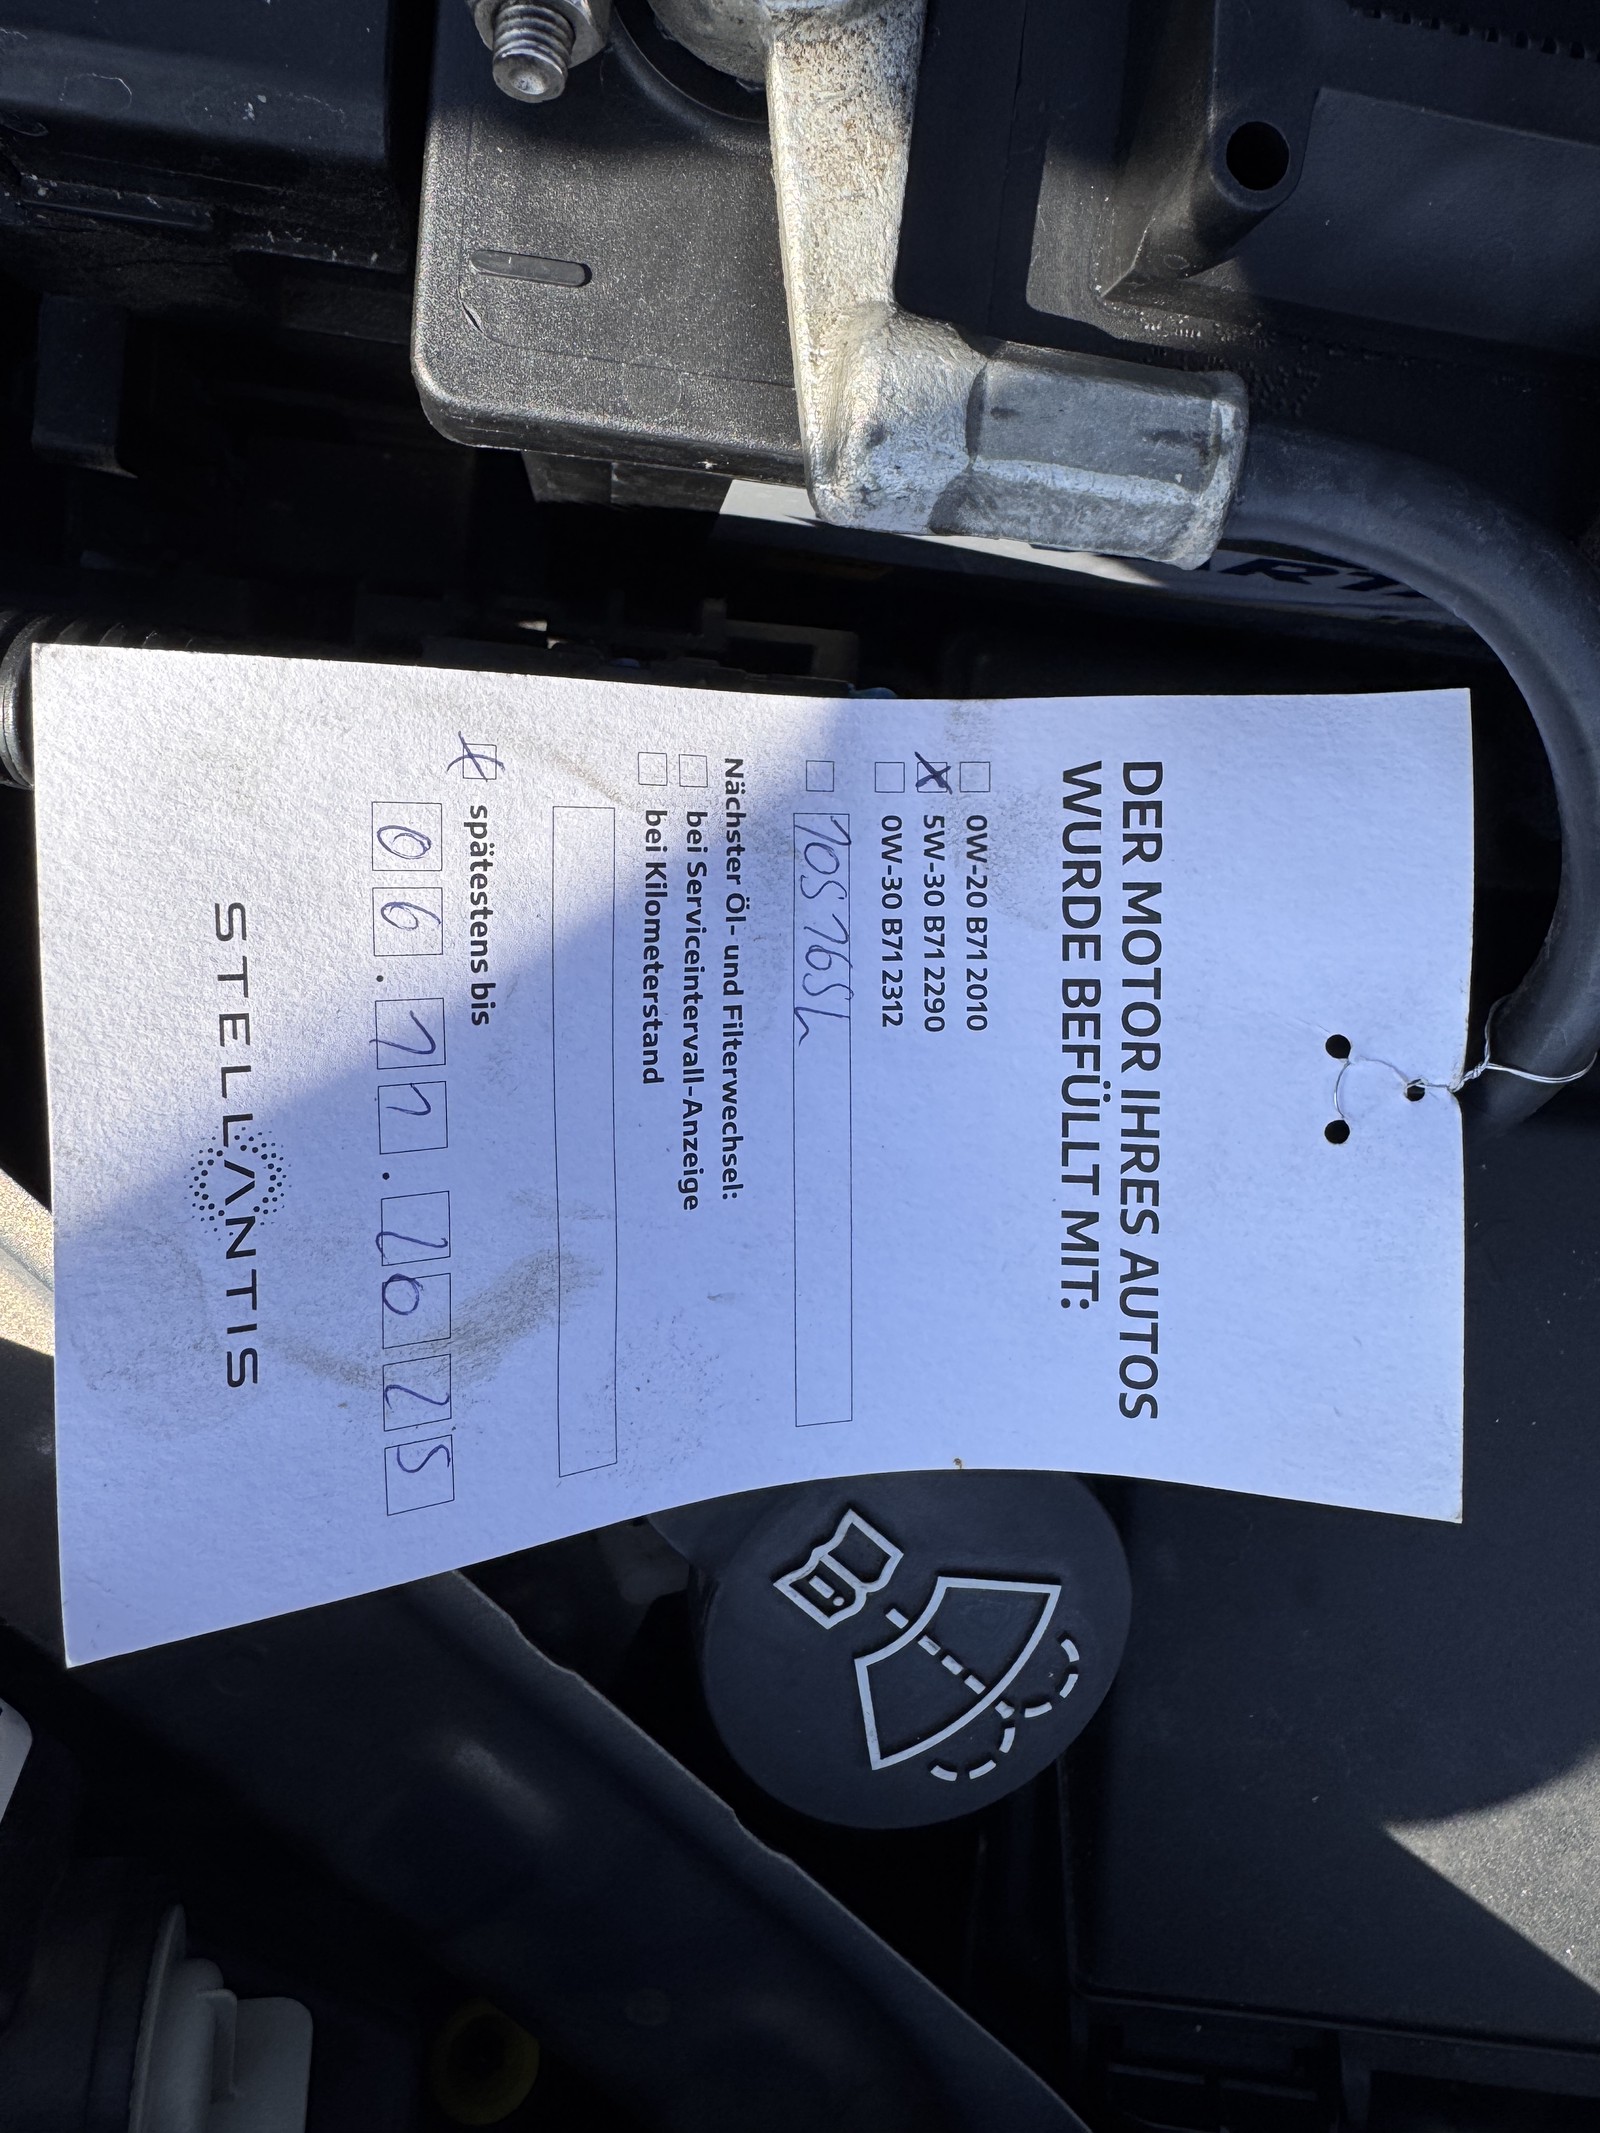 DER MOTOR IHRES AUTOS
WURDE BEFÜLLT MIT:
0W-20 B71 2010
X 5W-30 B71 2290
0W-30 B71 2312
Nächster Öl- und Filterwechsel:
bei Serviceintervall-Anzeige
bei Kilometerstand
X spätestens bis
06.11.2025
STELLANTIS